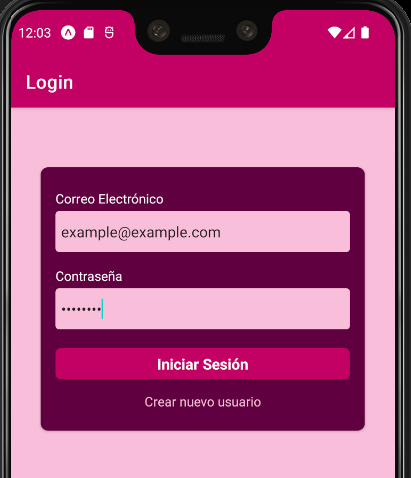 12:03
Login
Correo Electrónico
example@example.com
Contraseña
••••••••
Iniciar Sesión
Crear nuevo usuario